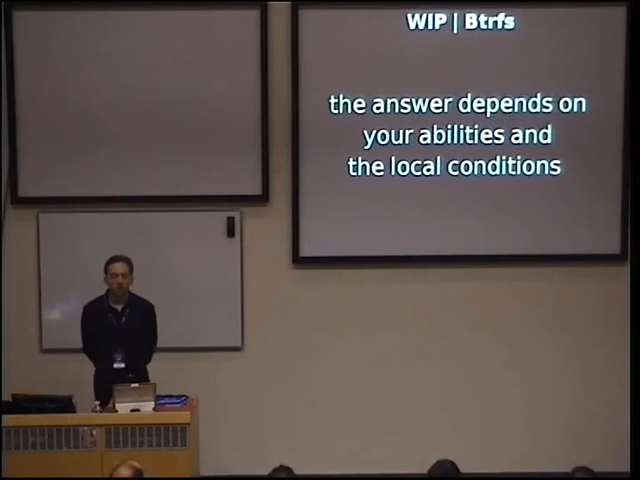 WIP | Btrfs
the answer depends on
your abilities and
the local conditions